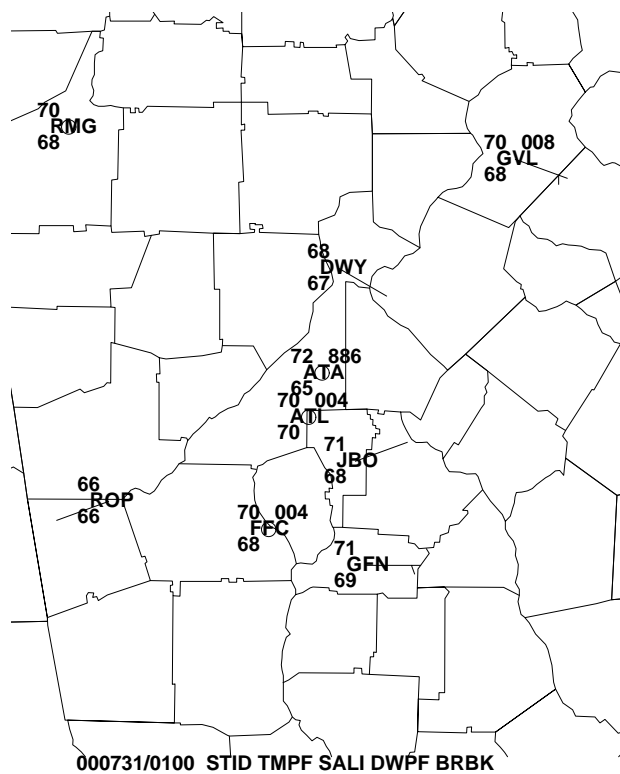 70
RMG
68
70 008
GVL
68
68
DWY
67
72 886
ATA
65
70 004
ATL
70
71
JBO
68
66
ROP
66
70 004
FFC
68
71
GFN
69
000731/0100 STID TMPF SALI DWPF BRBK